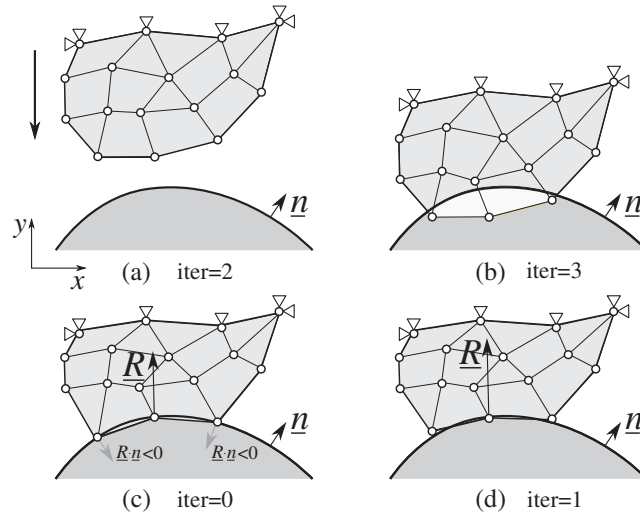 n
y
x
(a) iter=2
n
(b) iter=3
R
n
R·n<0
R·n<0
(c) iter=0
R
n
(d) iter=1